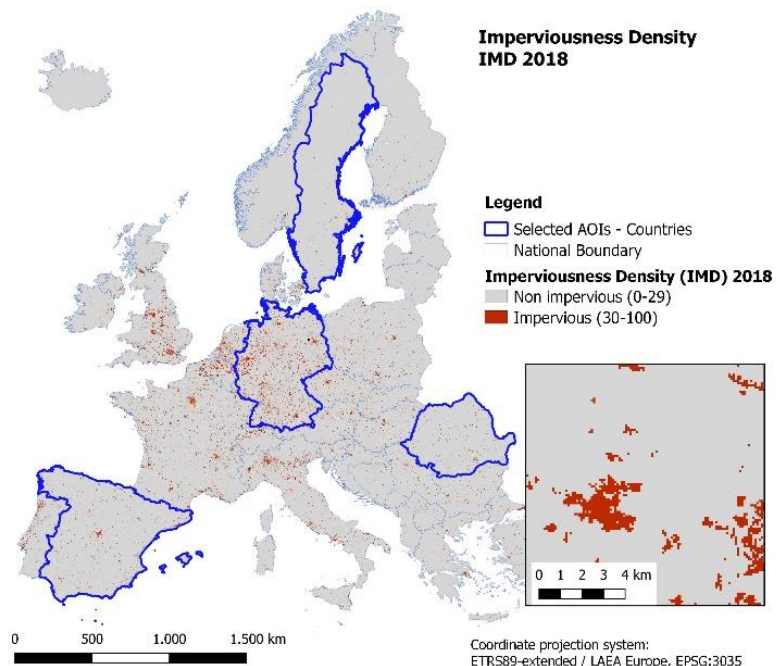 Imperviousness Density
IMD 2018
Legend
Selected AOIs - Countries
National Boundary
Imperviousness Density (IMD) 2018
Non impervious (0-29)
Impervious (30-100)
0 1 2 3 4 km
0 500 1.000 1.500 km
Coordinate projection system:
ETRS89-extended / LAEA Europe, EPSG:3035